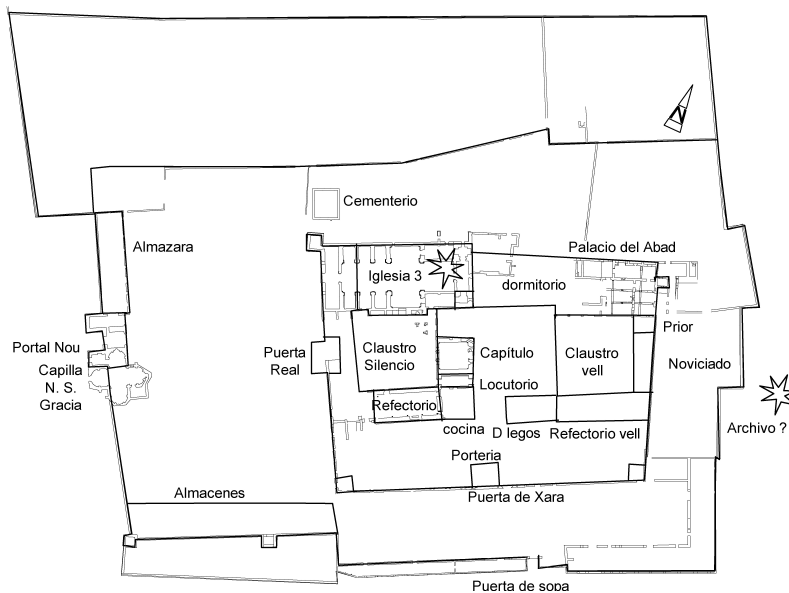 N
Cementerio
Almazara
Palacio del Abad
Iglesia 3
dormitorio
Prior
Portal Nou
Puerta
Real
Claustro
Silencio
Capítulo
Claustro
vell
Noviciado
Capilla
N. S.
Gracia
Locutorio
Refectorio
cocina
D legos
Refectorio vell
Archivo ?
Porteria
Almacenes
Puerta de Xara
Puerta de sopa